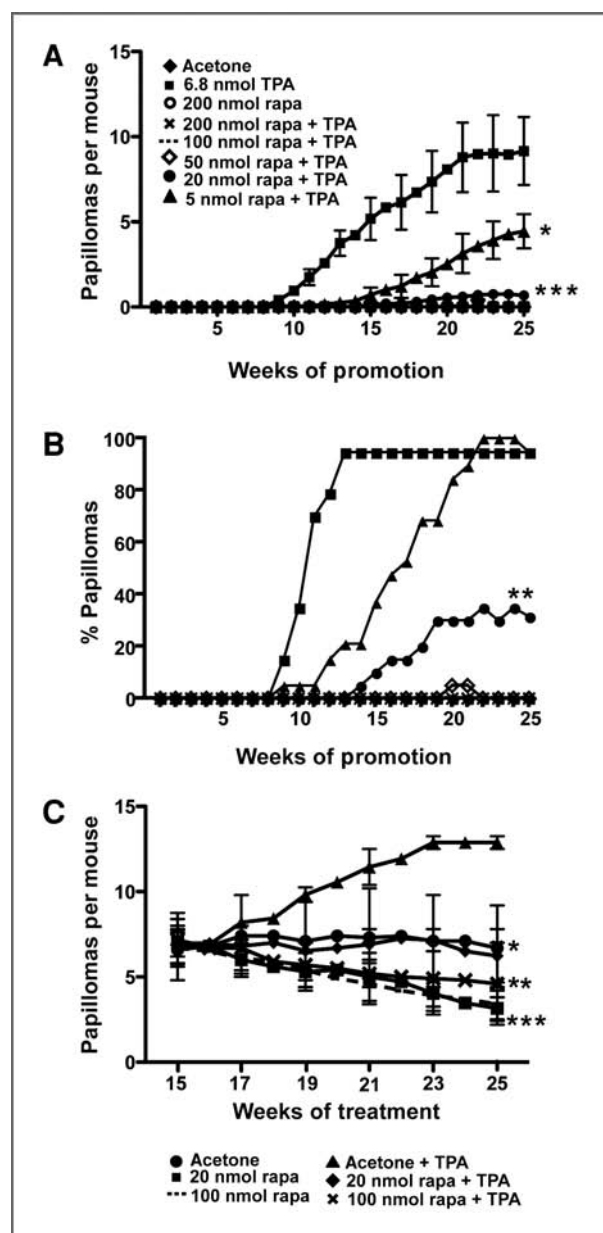 A
15
10
5
0
Papillomas per mouse
Acetone
6.8 nmol TPA
200 nmol rapa
200 nmol rapa + TPA
100 nmol rapa + TPA
50 nmol rapa + TPA
20 nmol rapa + TPA
5 nmol rapa + TPA
*
***
5 10 15 20 25
Weeks of promotion
B
100
80
60
40
20
0
% Papillomas
**
5 10 15 20 25
Weeks of promotion
C
15
10
5
0
Papillomas per mouse
*
**
***
15 17 19 21 23 25
Weeks of treatment
Acetone Acetone + TPA
20 nmol rapa 20 nmol rapa + TPA
100 nmol rapa 100 nmol rapa + TPA